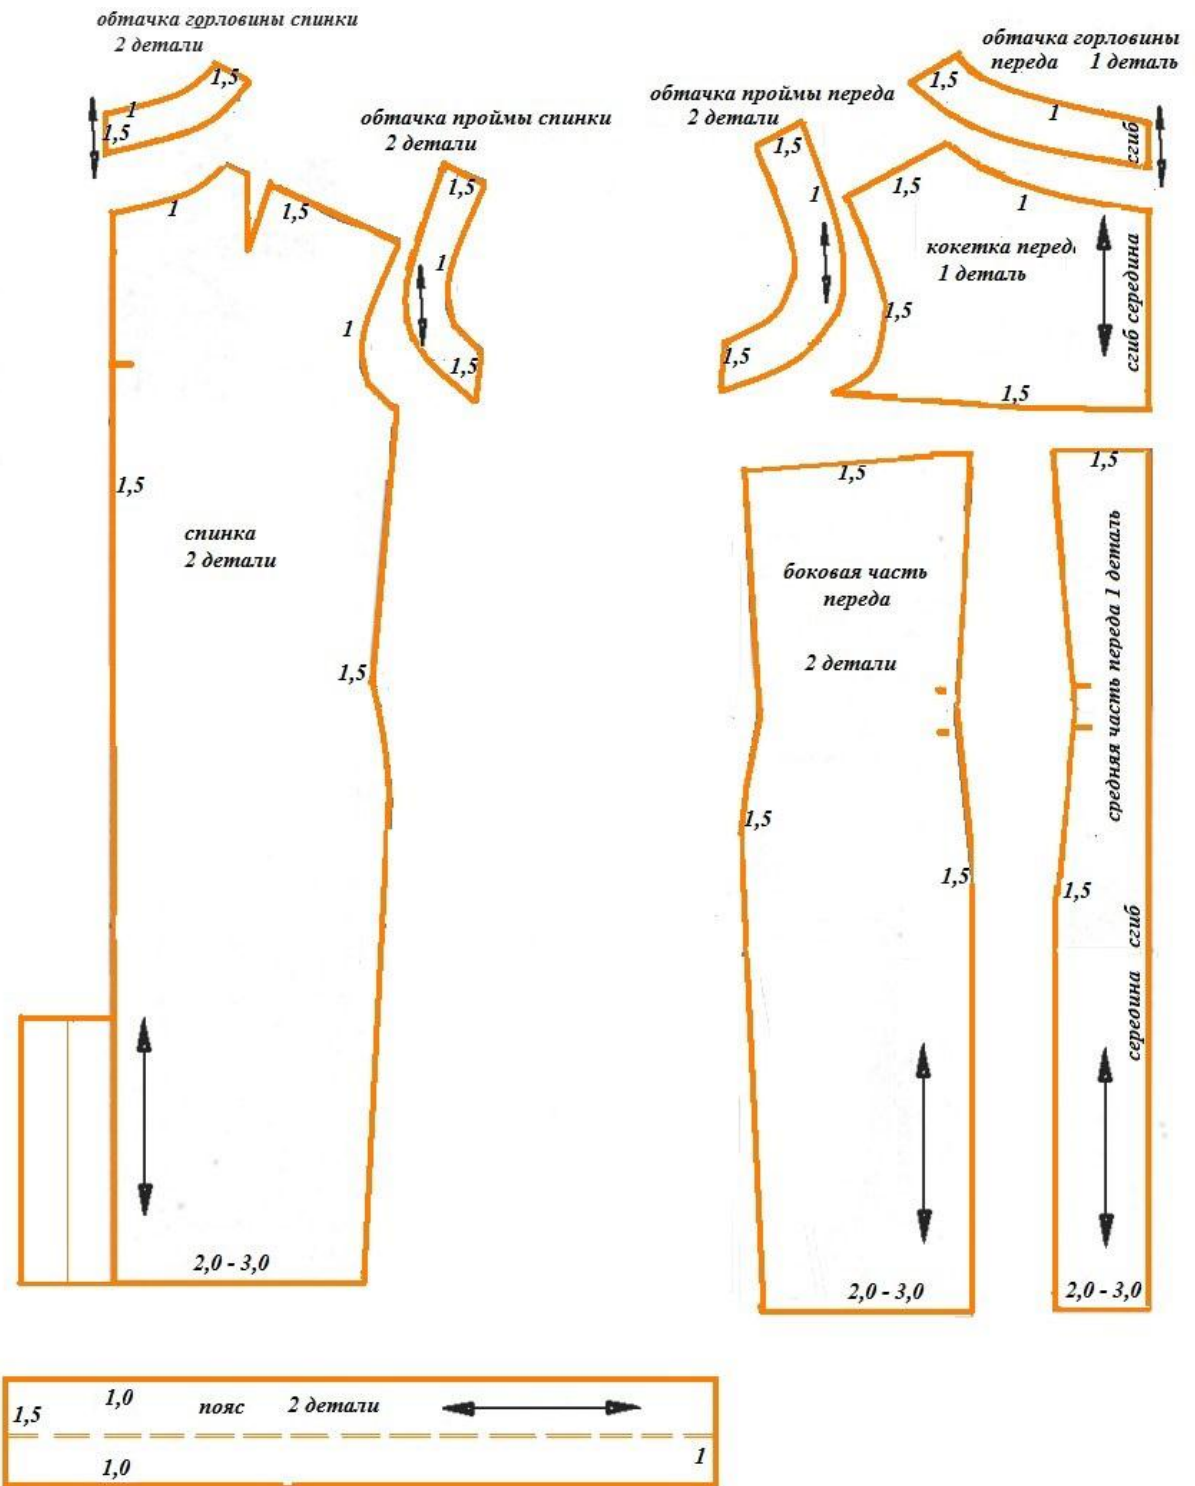 обтачка горловины спинки
2 детали
1,5
1
1,5
обтачка проймы спинки
2 детали
1,5
1
1,5
обтачка проймы переда
2 детали
1,5
1
1,5
обтачка горловины
переда 1 деталь
1,5
1
сгиб
1
1,5
1
1,5
спинка
2 детали
1,5
2,0 - 3,0
1,5
1
кокетка перед
1 деталь
1,5
1,5
сгиб середина
1,5
боковая часть
переда
2 детали
1,5
1,5
2,0 - 3,0
1,5
средняя часть переда 1 деталь
1,5
середина сгиб
2,0 - 3,0
1,0
пояс 2 детали
1,5
1,0
1